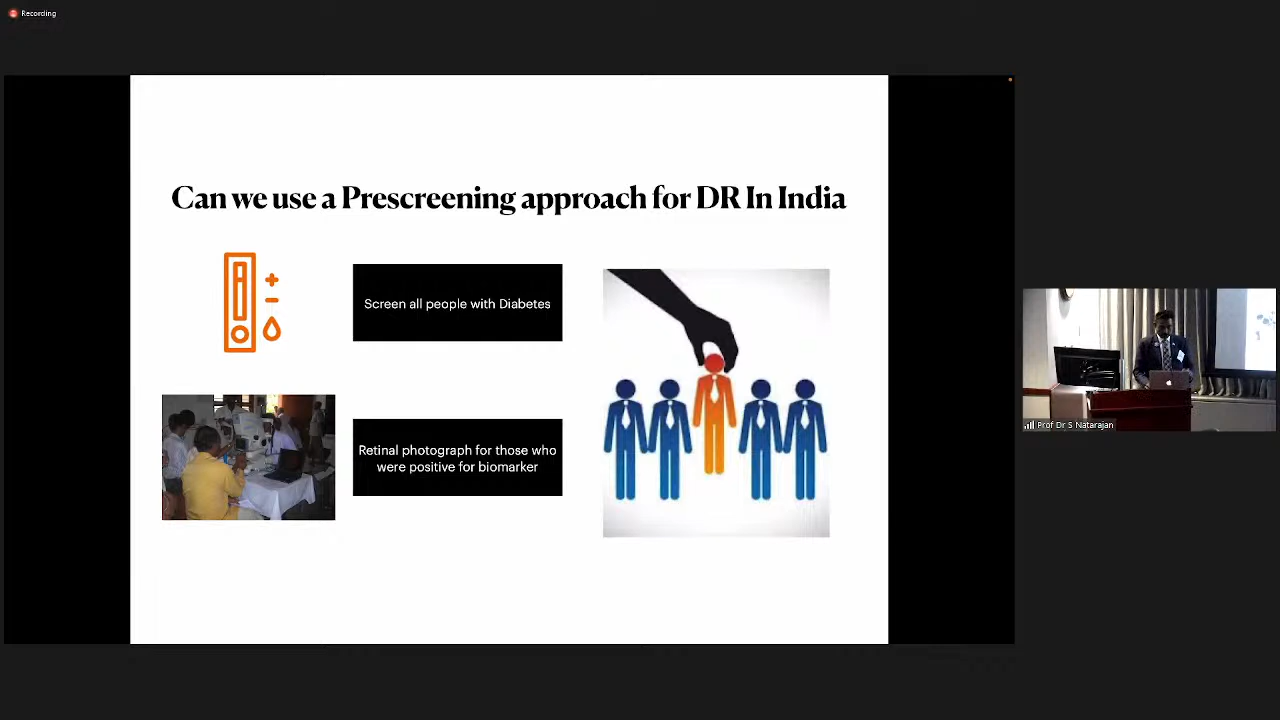 Recording
Can we use a Prescreening approach for DR In India
Screen all people with Diabetes
Retinal photograph for those who
were positive for biomarker
Prof Dr S Natarajan